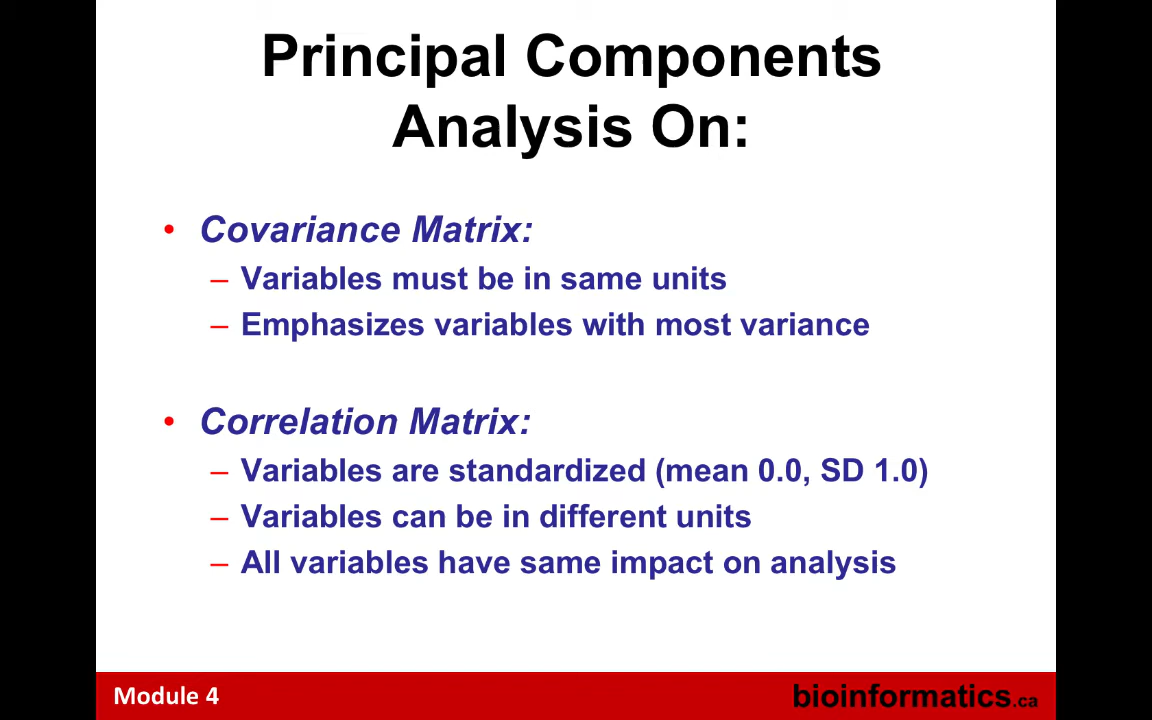 Principal Components
Analysis On:
• Covariance Matrix:
– Variables must be in same units
– Emphasizes variables with most variance
• Correlation Matrix:
– Variables are standardized (mean 0.0, SD 1.0)
– Variables can be in different units
– All variables have same impact on analysis
Module 4
bioinformatics.ca